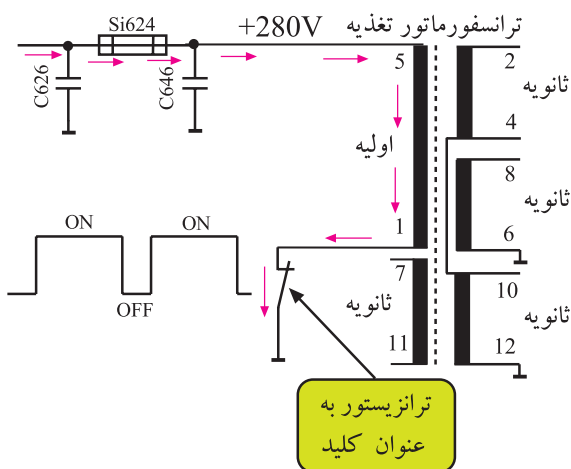 ترانسفورماتور تغذیه
Si624
+280V
C626
C646
5
2
ثانویه
4
اولیه
8
ثانویه
6
1
ON
ON
OFF
7
ثانویه
11
10
ثانویه
12
ترانزیستور به
عنوان کلید